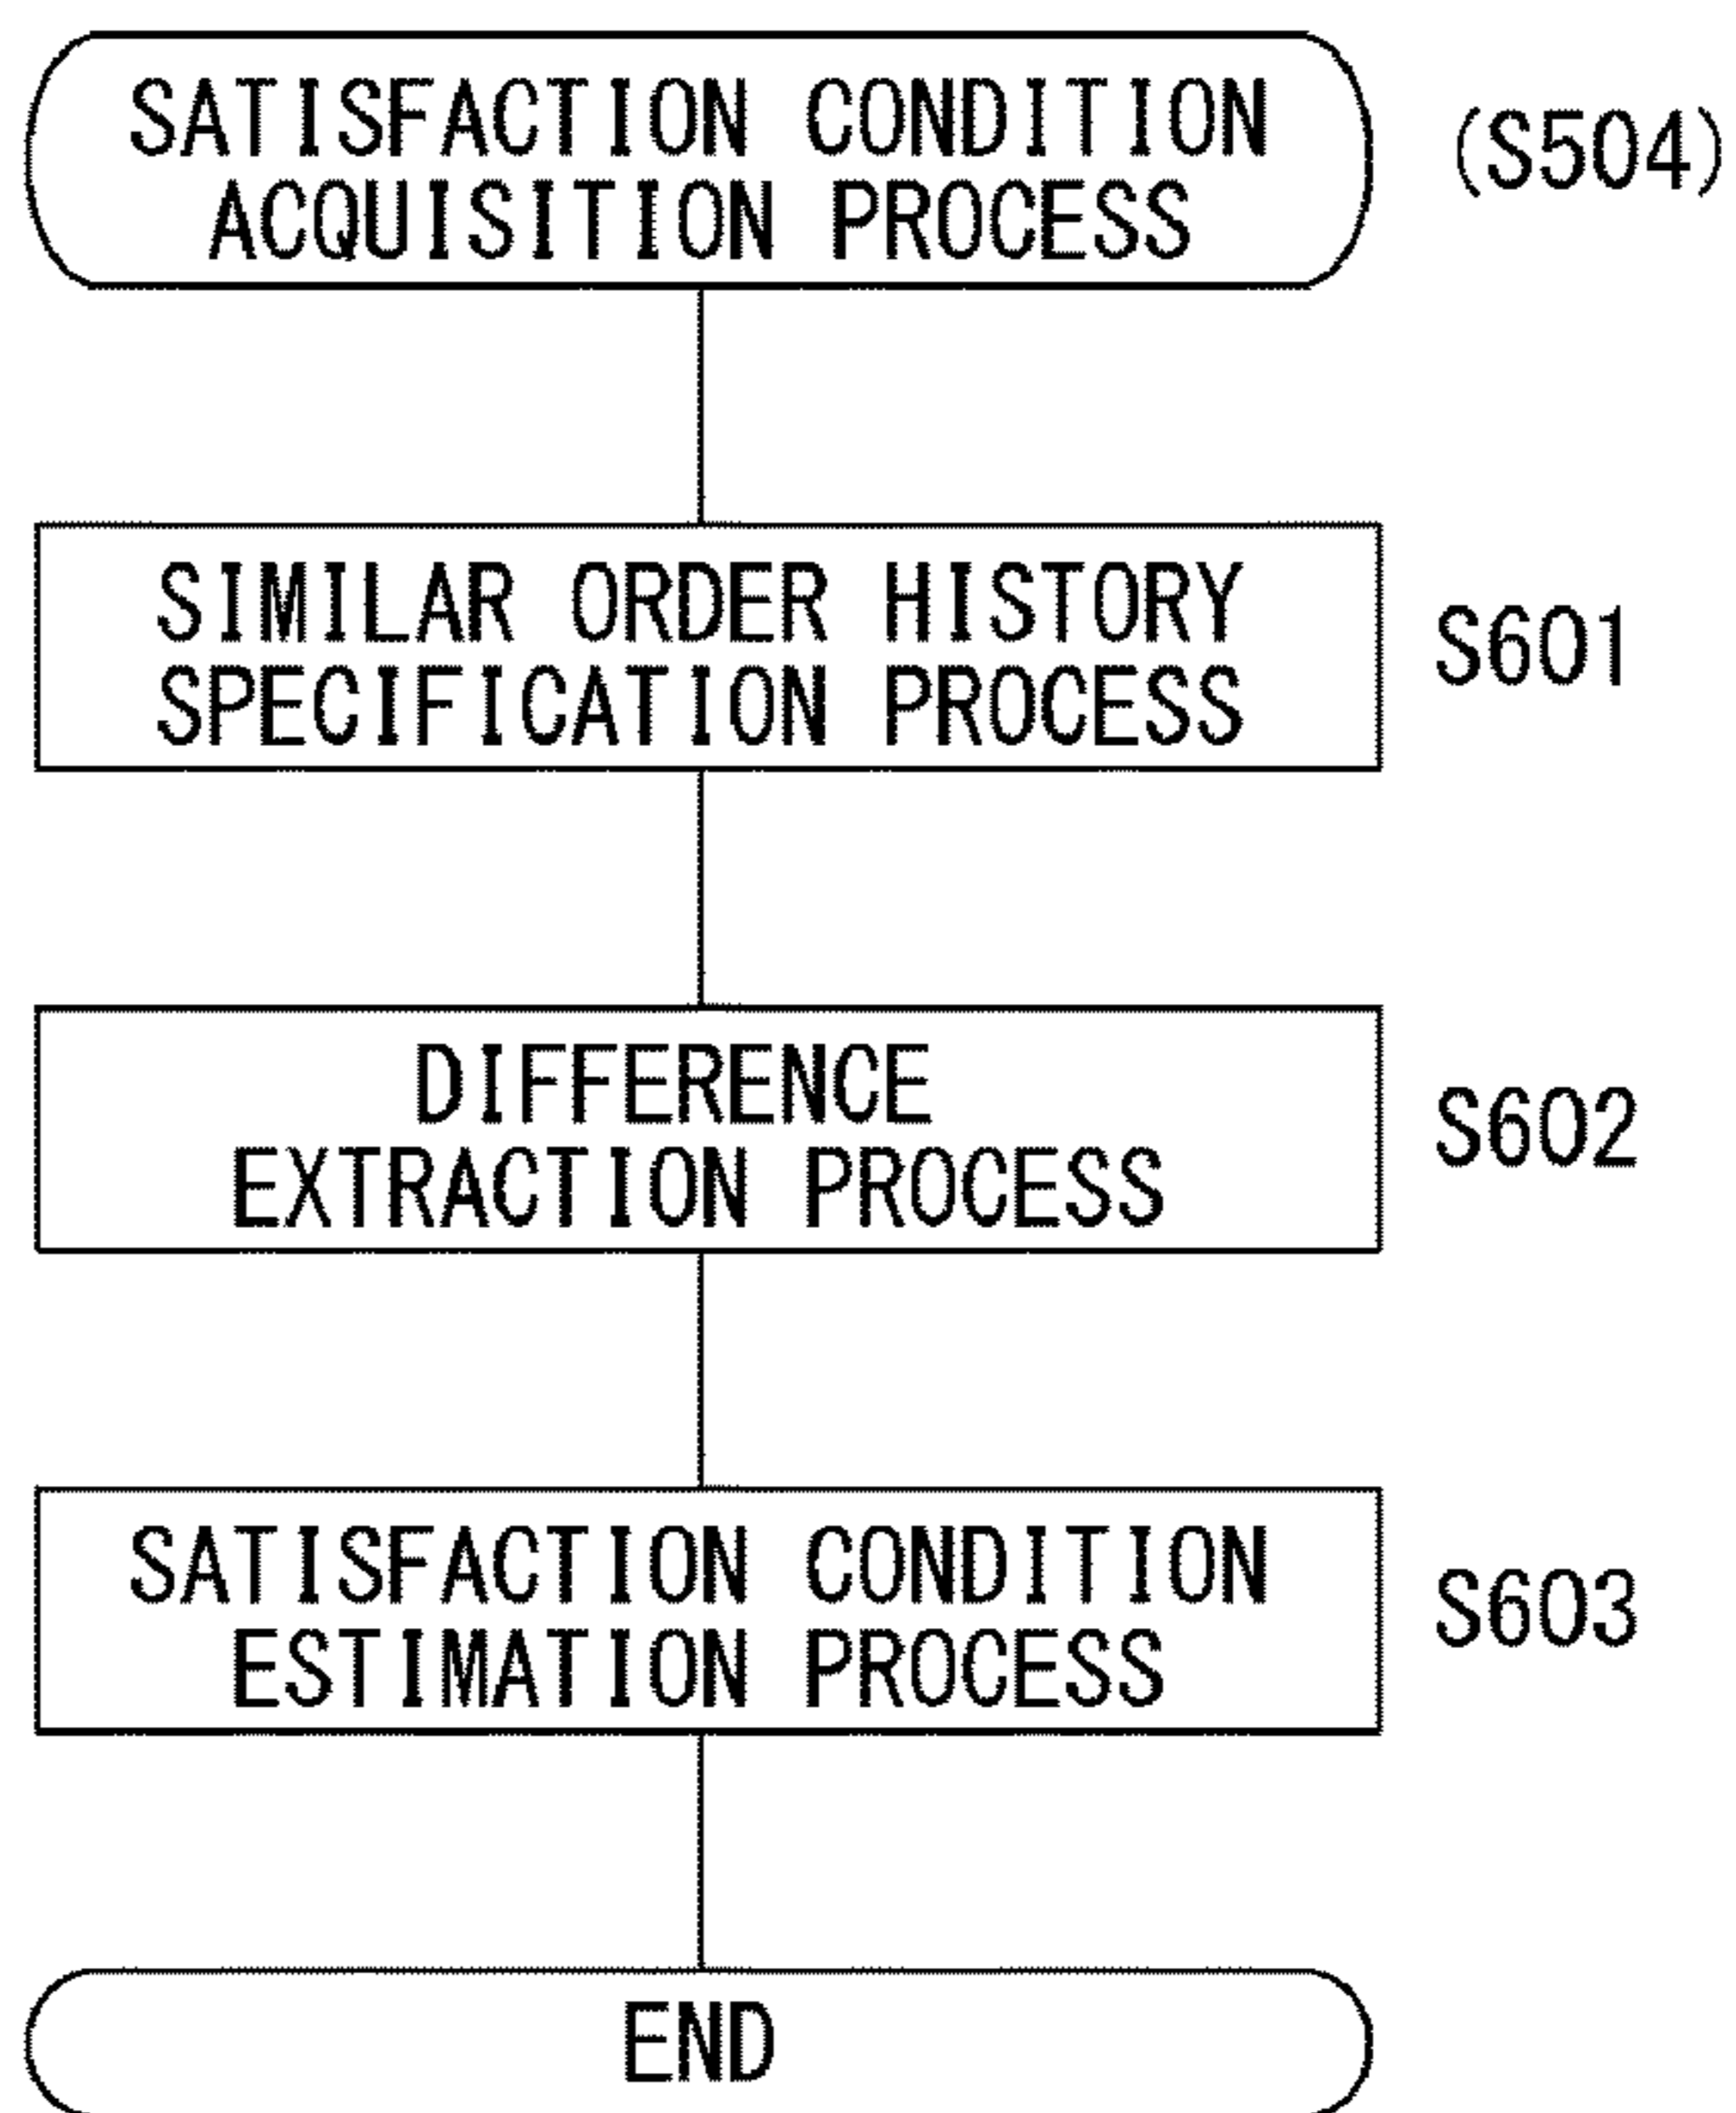 SATISFACTION CONDITION
ACQUISITION PROCESS
(S504)
SIMILAR ORDER HISTORY
SPECIFICATION PROCESS
S601
DIFFERENCE
EXTRACTION PROCESS
S602
SATISFACTION CONDITION
ESTIMATION PROCESS
S603
END